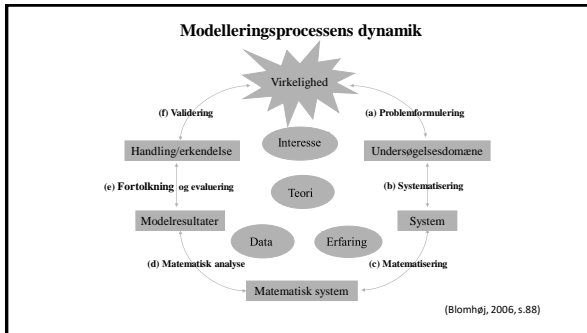 Modelleringsprocessens dynamik
Virkelighed
(f) Validering
(a) Problemformulering
Interesse
Handling/erkendelse
Undersøgelsesdomæne
(e) Fortolkning og evaluering
Teori
(b) Systematisering
Modelresultater
System
Data
Erfaring
(d) Matematisk analyse
(c) Matematisering
Matematisk system
(Blomhøj, 2006, s.88)